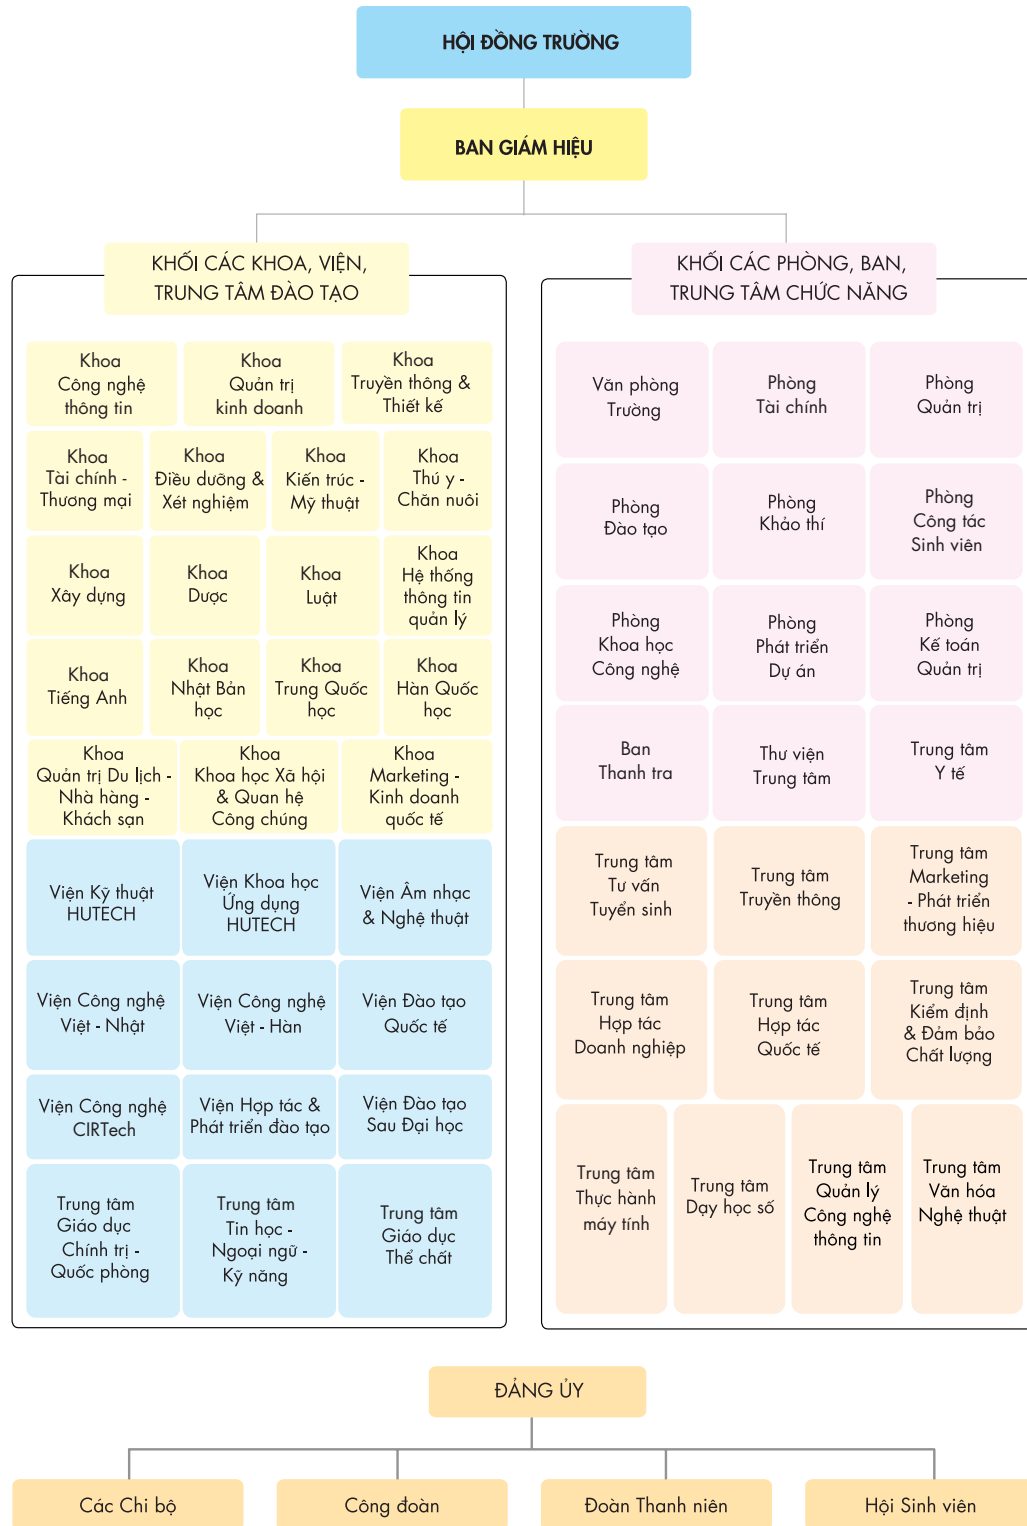 HỘI ĐỒNG TRƯỜNG
BAN GIÁM HIỆU
KHỐI CÁC KHOA, VIỆN,
TRUNG TÂM ĐÀO TẠO
Khoa
Công nghệ
thông tin
Khoa
Quản trị
kinh doanh
Khoa
Truyền thông &
Thiết kế
Khoa
Tài chính -
Thương mại
Khoa
Điều dưỡng &
Xét nghiệm
Khoa
Kiến trúc -
Mỹ thuật
Khoa
Thú y -
Chăn nuôi
Khoa
Xây dựng
Khoa
Dược
Khoa
Luật
Khoa
Hệ thống
thông tin
quản lý
Khoa
Tiếng Anh
Khoa
Nhật Bản
học
Khoa
Trung Quốc
học
Khoa
Hàn Quốc
học
Khoa
Quản trị Du lịch -
Nhà hàng -
Khách sạn
Khoa
Khoa học Xã hội
& Quan hệ
Công chúng
Khoa
Marketing -
Kinh doanh
quốc tế
Viện Kỹ thuật
HUTECH
Viện Khoa học
Ứng dụng
HUTECH
Viện Âm nhạc
& Nghệ thuật
Viện Công nghệ
Việt - Nhật
Viện Công nghệ
Việt - Hàn
Viện Đào tạo
Quốc tế
Viện Công nghệ
CIRTech
Viện Hợp tác &
Phát triển đào tạo
Viện Đào tạo
Sau Đại học
Trung tâm
Giáo dục
Chính trị -
Quốc phòng
Trung tâm
Tin học -
Ngoại ngữ -
Kỹ năng
Trung tâm
Giáo dục
Thể chất
KHỐI CÁC PHÒNG, BAN,
TRUNG TÂM CHỨC NĂNG
Văn phòng
Trường
Phòng
Tài chính
Phòng
Quản trị
Phòng
Đào tạo
Phòng
Khảo thí
Phòng
Công tác
Sinh viên
Phòng
Khoa học
Công nghệ
Phòng
Phát triển
Dự án
Phòng
Kế toán
Quản trị
Ban
Thanh tra
Thư viện
Trung tâm
Trung tâm
Y tế
Trung tâm
Tư vấn
Tuyển sinh
Trung tâm
Truyền thông
Trung tâm
Marketing
- Phát triển
thương hiệu
Trung tâm
Hợp tác
Doanh nghiệp
Trung tâm
Hợp tác
Quốc tế
Trung tâm
Kiểm định
& Đảm bảo
Chất lượng
Trung tâm
Thực hành
máy tính
Trung tâm
Dạy học số
Trung tâm
Quản lý
Công nghệ
thông tin
Trung tâm
Văn hóa
Nghệ thuật
ĐẢNG ỦY
Các Chi bộ
Công đoàn
Đoàn Thanh niên
Hội Sinh viên